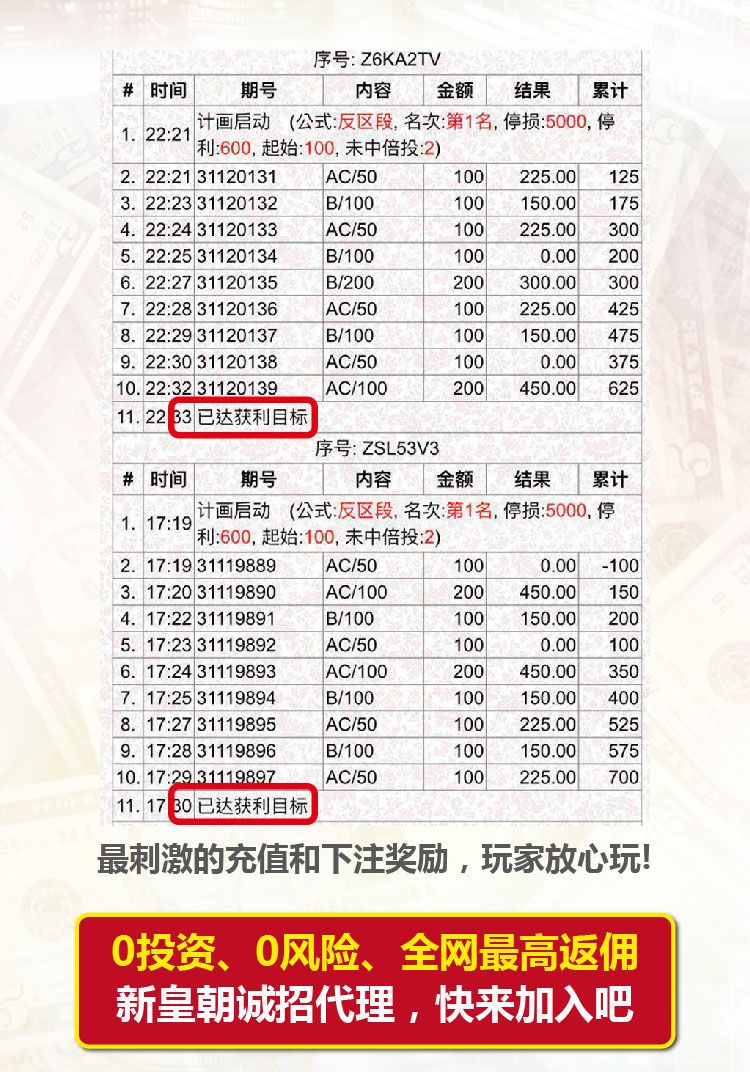 序号: Z6KA2TV
# 时间 期号 内容 金额 结果 累计
1. 22:21 计画启动 (公式:反区段, 名次:第1名, 停损:5000, 停
利:600, 起始:100, 未中倍投:2)
2. 22:21 31120131 AC/50 100 225.00 125
3. 22:23 31120132 B/100 100 150.00 175
4. 22:24 31120133 AC/50 100 225.00 300
5. 22:25 31120134 B/100 100 0.00 200
6. 22:27 31120135 B/200 200 300.00 300
7. 22:28 31120136 AC/50 100 225.00 425
8. 22:29 31120137 B/100 100 150.00 475
9. 22:30 31120138 AC/50 100 0.00 375
10. 22:32 31120139 AC/100 200 450.00 625
11. 22:33 已达获利目标
序号: ZSL53V3
# 时间 期号 内容 金额 结果 累计
1. 17:19 计画启动 (公式:反区段, 名次:第1名, 停损:5000, 停
利:600, 起始:100, 未中倍投:2)
2. 17:19 31119889 AC/50 100 0.00 -100
3. 17:20 31119890 AC/100 200 450.00 150
4. 17:22 31119891 B/100 100 150.00 200
5. 17:23 31119892 AC/50 100 0.00 100
6. 17:24 31119893 AC/100 200 450.00 350
7. 17:25 31119894 B/100 100 150.00 400
8. 17:27 31119895 AC/50 100 225.00 525
9. 17:28 31119896 B/100 100 150.00 575
10. 17:29 31119897 AC/50 100 225.00 700
11. 17:30 已达获利目标
最刺激的充值和下注奖励，玩家放心玩!
0投资、0风险、全网最高返佣
新皇朝诚招代理，快来加入吧